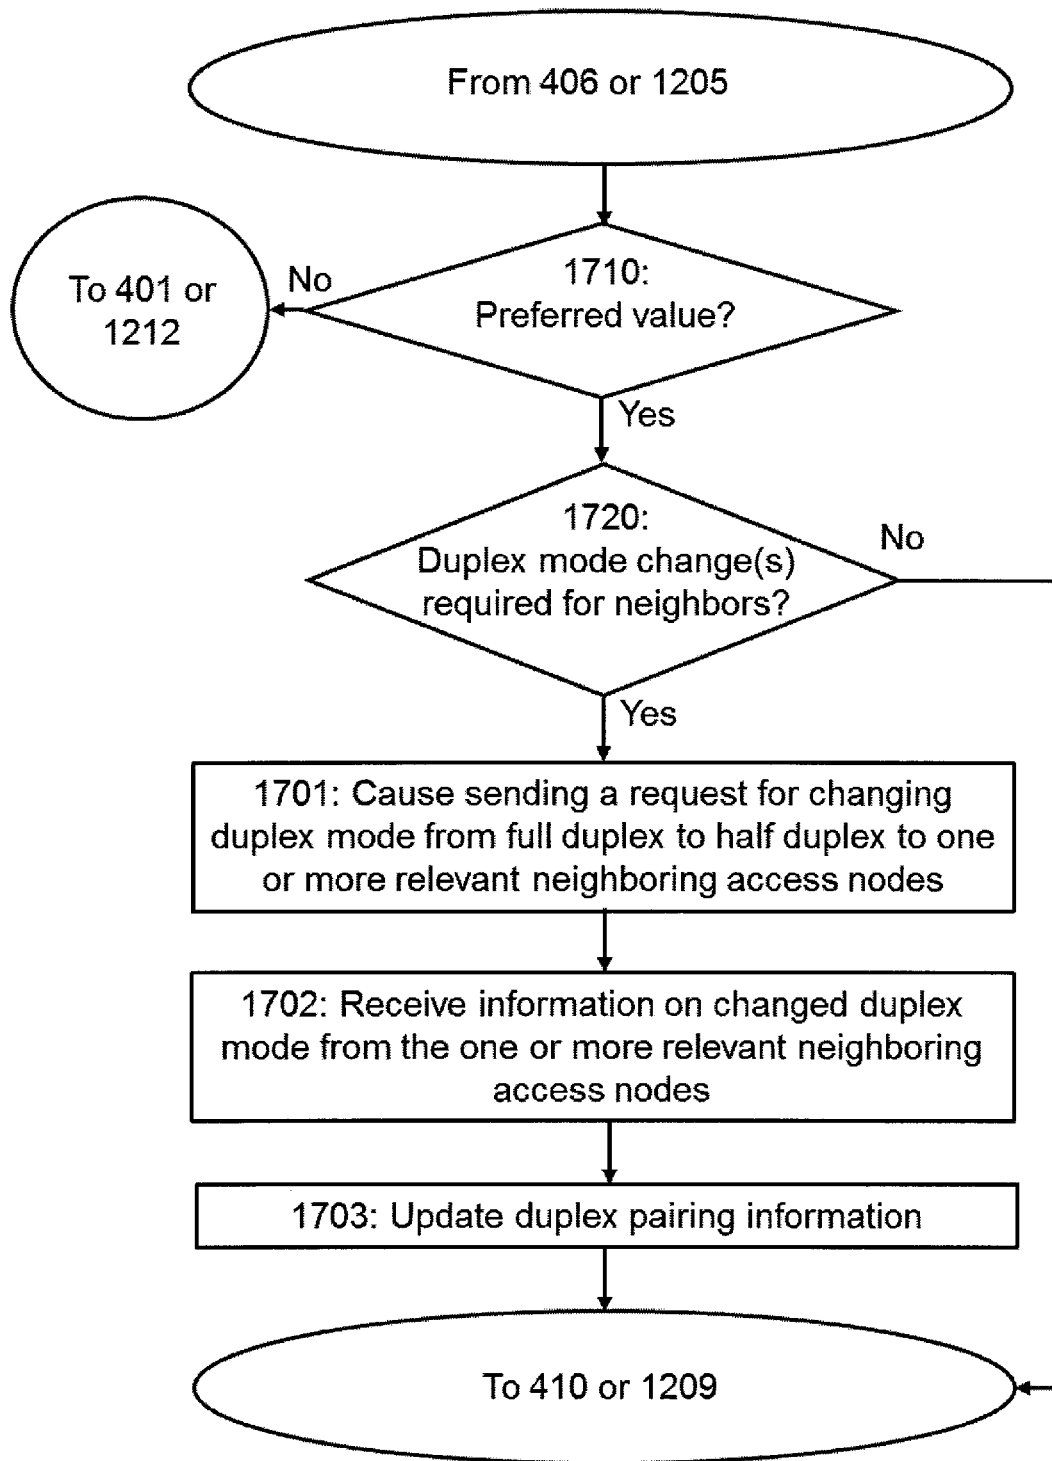 From 406 or 1205
To 401 or
1212
No
1710:
Preferred value?
Yes
1720:
Duplex mode change(s)
required for neighbors?
No
Yes
1701: Cause sending a request for changing
duplex mode from full duplex to half duplex to one
or more relevant neighboring access nodes
1702: Receive information on changed duplex
mode from the one or more relevant neighboring
access nodes
1703: Update duplex pairing information
To 410 or 1209